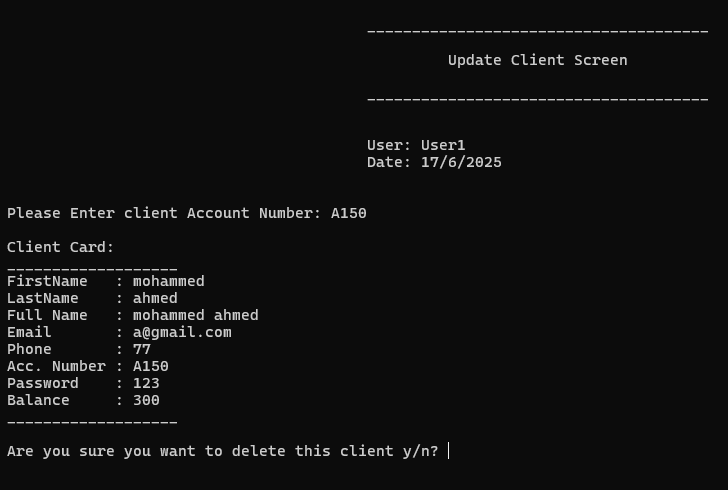 Update Client Screen
User: User1
Date: 17/6/2025
Please Enter client Account Number: A150
Client Card:
___________________
FirstName   : mohammed
LastName    : ahmed
Full Name   : mohammed ahmed
Email       : a@gmail.com
Phone       : 77
Acc. Number : A150
Password    : 123
Balance     : 300
___________________
Are you sure you want to delete this client y/n?